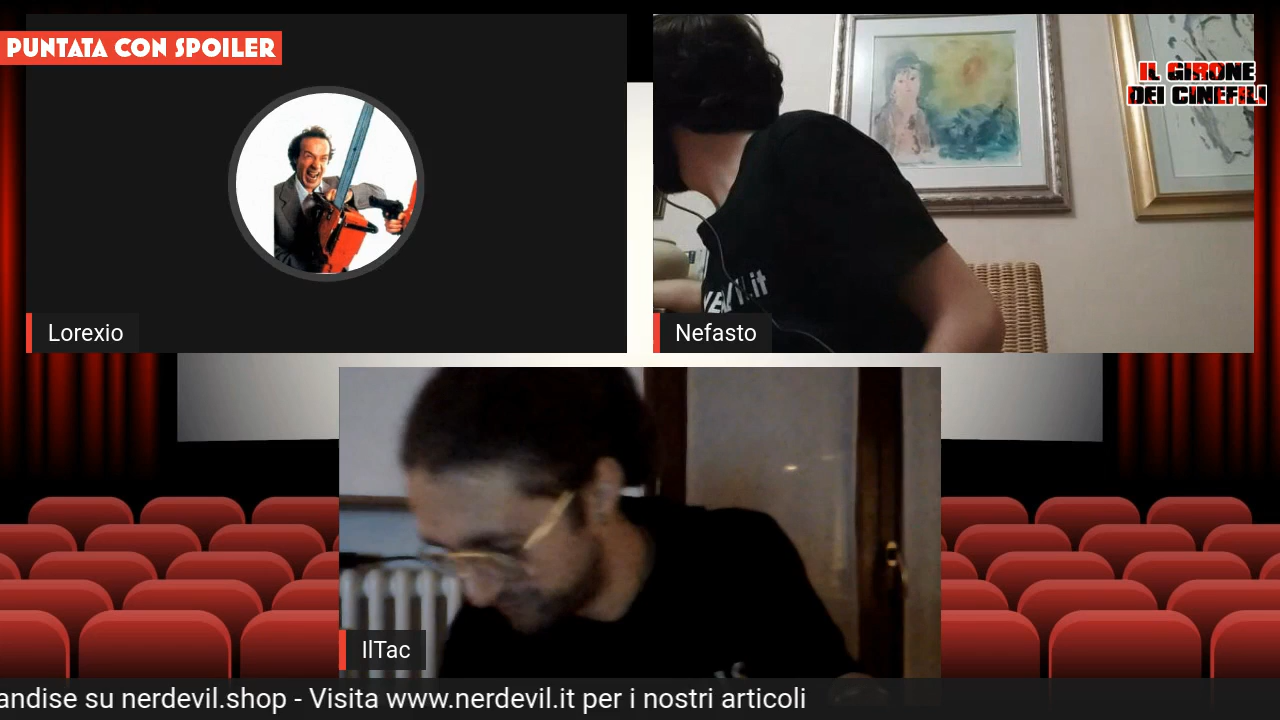 PUNTATA CON SPOILER
IL GIRONE
DEI CINEFILI
Lorexio
Nefasto
IlTac
andise su nerdevil.shop - Visita www.nerdevil.it per i nostri articoli